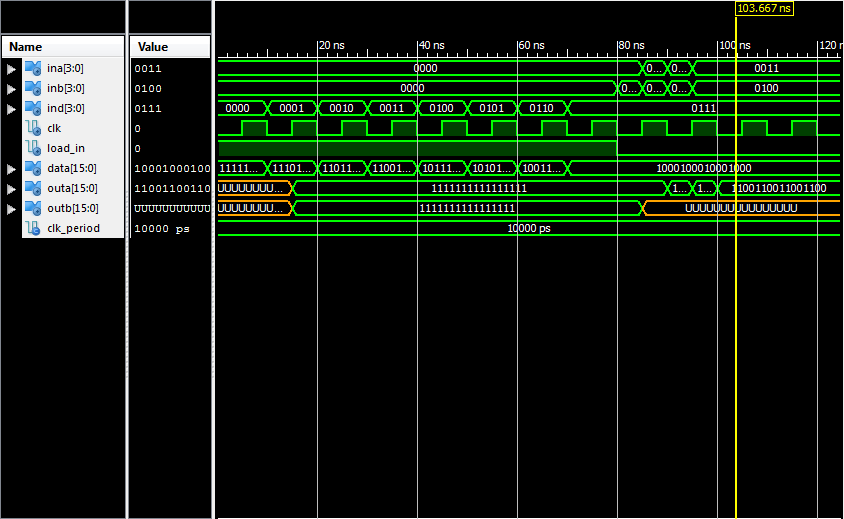 103.667 ns
Name Value 20 ns 40 ns 60 ns 80 ns 100 ns 120 n
ina[3:0] 0011 0000 0... 0... 0011
inb[3:0] 0100 0000 0... 0... 0... 0100
ind[3:0] 0111 0000 0001 0010 0011 0100 0101 0110 0111
clk 0
load_in 0
data[15:0] 10001000100 11111... 11101... 11011... 11001... 10111... 10101... 10011... 1000100010001000
outa[15:0] 11001100110 UUUUUUUU... 1111111111111111 1... 1... 1100110011001100
outb[15:0] UUUUUUUUUUU UUUUUUUU... 1111111111111111 UUUUUUUUUUUUUUUU
clk_period 10000 ps 10000 ps